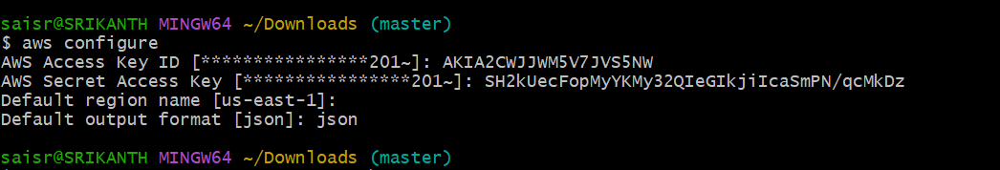 saisr@SRIKANTH MINGW64 ~/Downloads (master)
$ aws configure
AWS Access Key ID [****************201~]: AKIA2CWJJWM5V7JVS5NW
AWS Secret Access Key [****************201~]: 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
Default region name [us-east-1]:
Default output format [json]: json
saisr@SRIKANTH MINGW64 ~/Downloads (master)